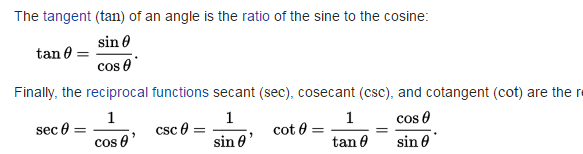 The tangent (tan) of an angle is the ratio of the sine to the cosine:
tan θ = sin θ / cos θ.
Finally, the reciprocal functions secant (sec), cosecant (csc), and cotangent (cot) are the
sec θ = 1 / cos θ, csc θ = 1 / sin θ, cot θ = 1 / tan θ = cos θ / sin θ.